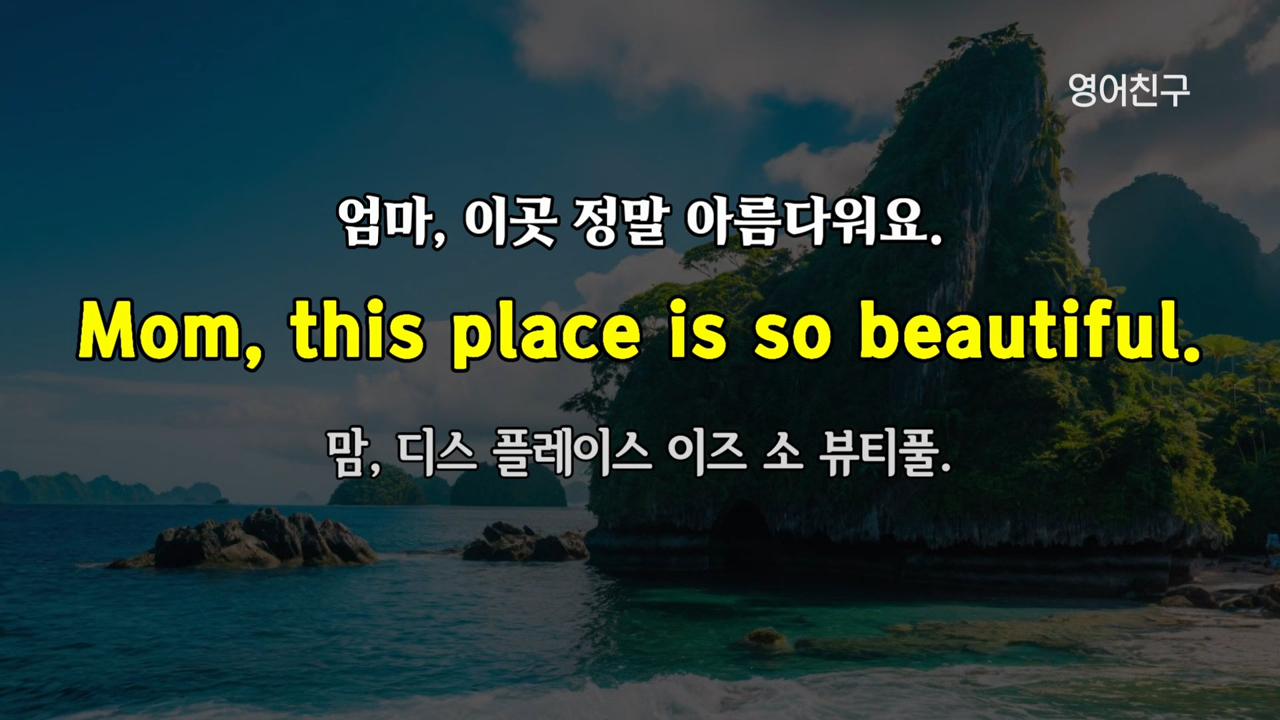 영어친구
엄마, 이곳 정말 아름다워요.
Mom, this place is so beautiful.
맘, 디스 플레이스 이즈 소 뷰티풀.